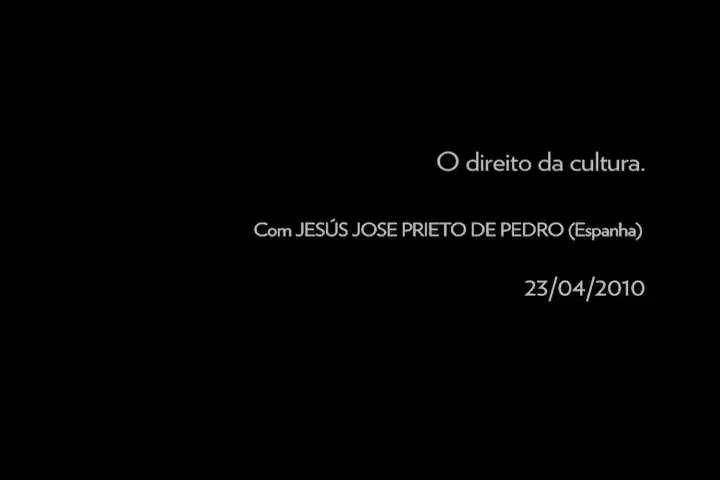 O direito da cultura.
Com JESÚS JOSE PRIETO DE PEDRO (Espanha)
23/04/2010